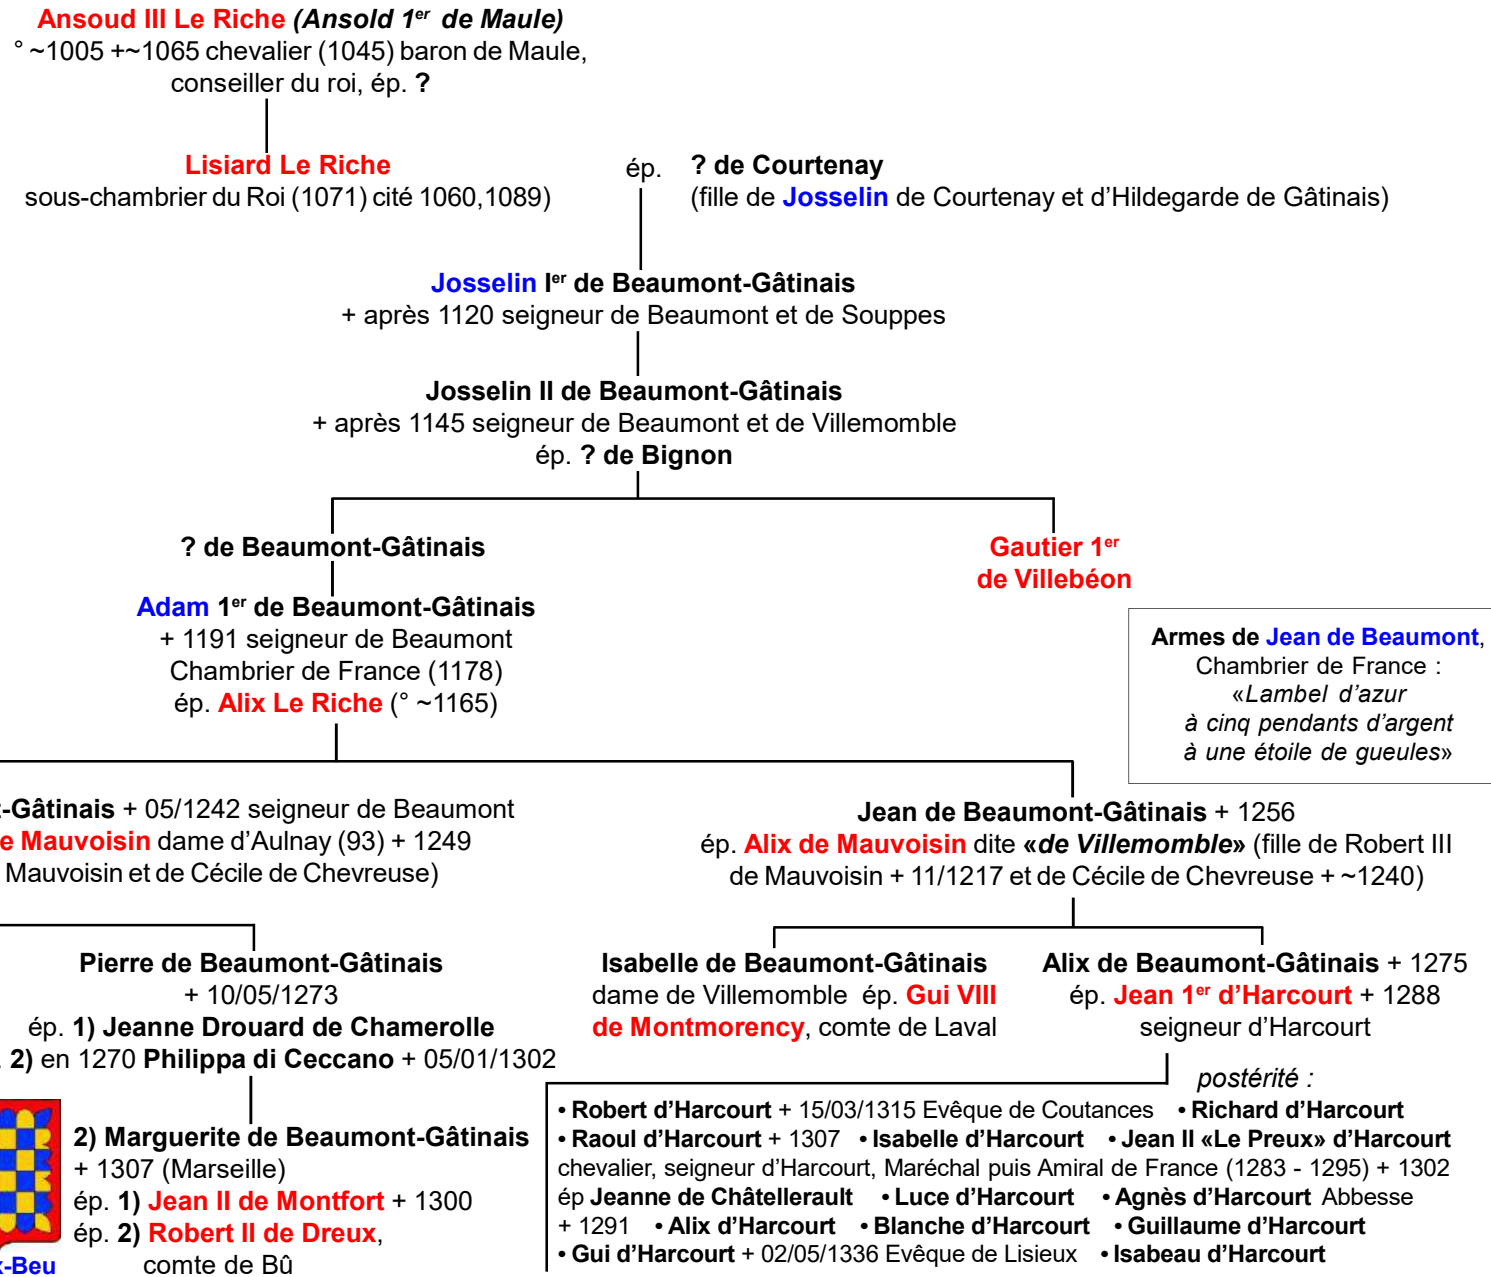 Ansoud III Le Riche (Ansold 1er de Maule)
° ~1005 +~1065 chevalier (1045) baron de Maule,
conseiller du roi, ép. ?
Lisiard Le Riche
sous-chambrier du Roi (1071) cité 1060,1089)
ép. ? de Courtenay
(fille de Josselin de Courtenay et d'Hildegarde de Gâtinais)
Josselin Ier de Beaumont-Gâtinais
+ après 1120 seigneur de Beaumont et de Souppes
Josselin II de Beaumont-Gâtinais
+ après 1145 seigneur de Beaumont et de Villemomble
ép. ? de Bignon
? de Beaumont-Gâtinais
Gautier 1er
de Villebéon
Adam 1er de Beaumont-Gâtinais
+ 1191 seigneur de Beaumont
Chambrier de France (1178)
ép. Alix Le Riche (° ~1165)
Armes de Jean de Beaumont,
Chambrier de France :
«Lambel d'azur
à cinq pendants d'argent
à une étoile de gueules»
-Gâtinais + 05/1242 seigneur de Beaumont
e Mauvoisin dame d'Aulnay (93) + 1249
Mauvoisin et de Cécile de Chevreuse)
Jean de Beaumont-Gâtinais + 1256
ép. Alix de Mauvoisin dite «de Villemomble» (fille de Robert III
de Mauvoisin + 11/1217 et de Cécile de Chevreuse + ~1240)
Pierre de Beaumont-Gâtinais
+ 10/05/1273
ép. 1) Jeanne Drouard de Chamerolle
. 2) en 1270 Philippa di Ceccano + 05/01/1302
Isabelle de Beaumont-Gâtinais
dame de Villemomble ép. Gui VIII
de Montmorency, comte de Laval
Alix de Beaumont-Gâtinais + 1275
ép. Jean 1er d'Harcourt + 1288
seigneur d'Harcourt
2) Marguerite de Beaumont-Gâtinais
+ 1307 (Marseille)
ép. 1) Jean II de Montfort + 1300
ép. 2) Robert II de Dreux,
comte de Bû
x-Beu
postérité :
• Robert d'Harcourt + 15/03/1315 Evêque de Coutances • Richard d'Harcourt
• Raoul d'Harcourt + 1307 • Isabelle d'Harcourt • Jean II «Le Preux» d'Harcourt
chevalier, seigneur d'Harcourt, Maréchal puis Amiral de France (1283 - 1295) + 1302
ép Jeanne de Châtellerault • Luce d'Harcourt • Agnès d'Harcourt Abbesse
+ 1291 • Alix d'Harcourt • Blanche d'Harcourt • Guillaume d'Harcourt
• Gui d'Harcourt + 02/05/1336 Evêque de Lisieux • Isabeau d'Harcourt